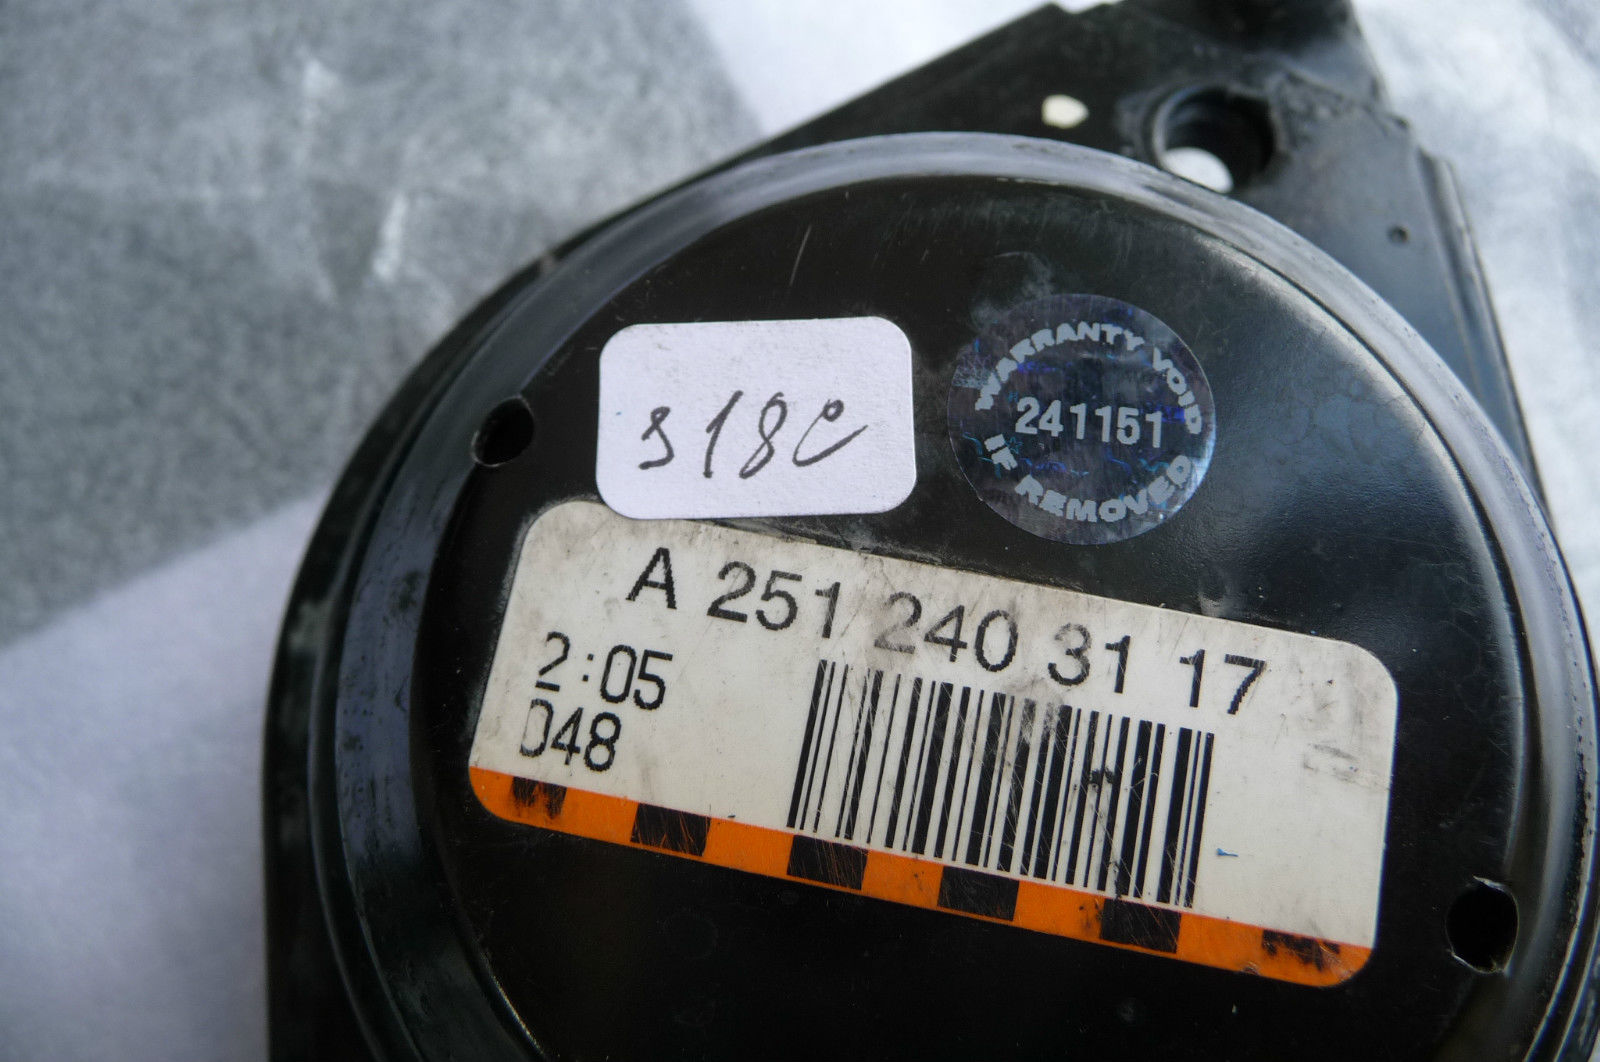 318C
WARRANTY VOID
241151
IF REMOVED
A 251 240 31 17
2:05
048